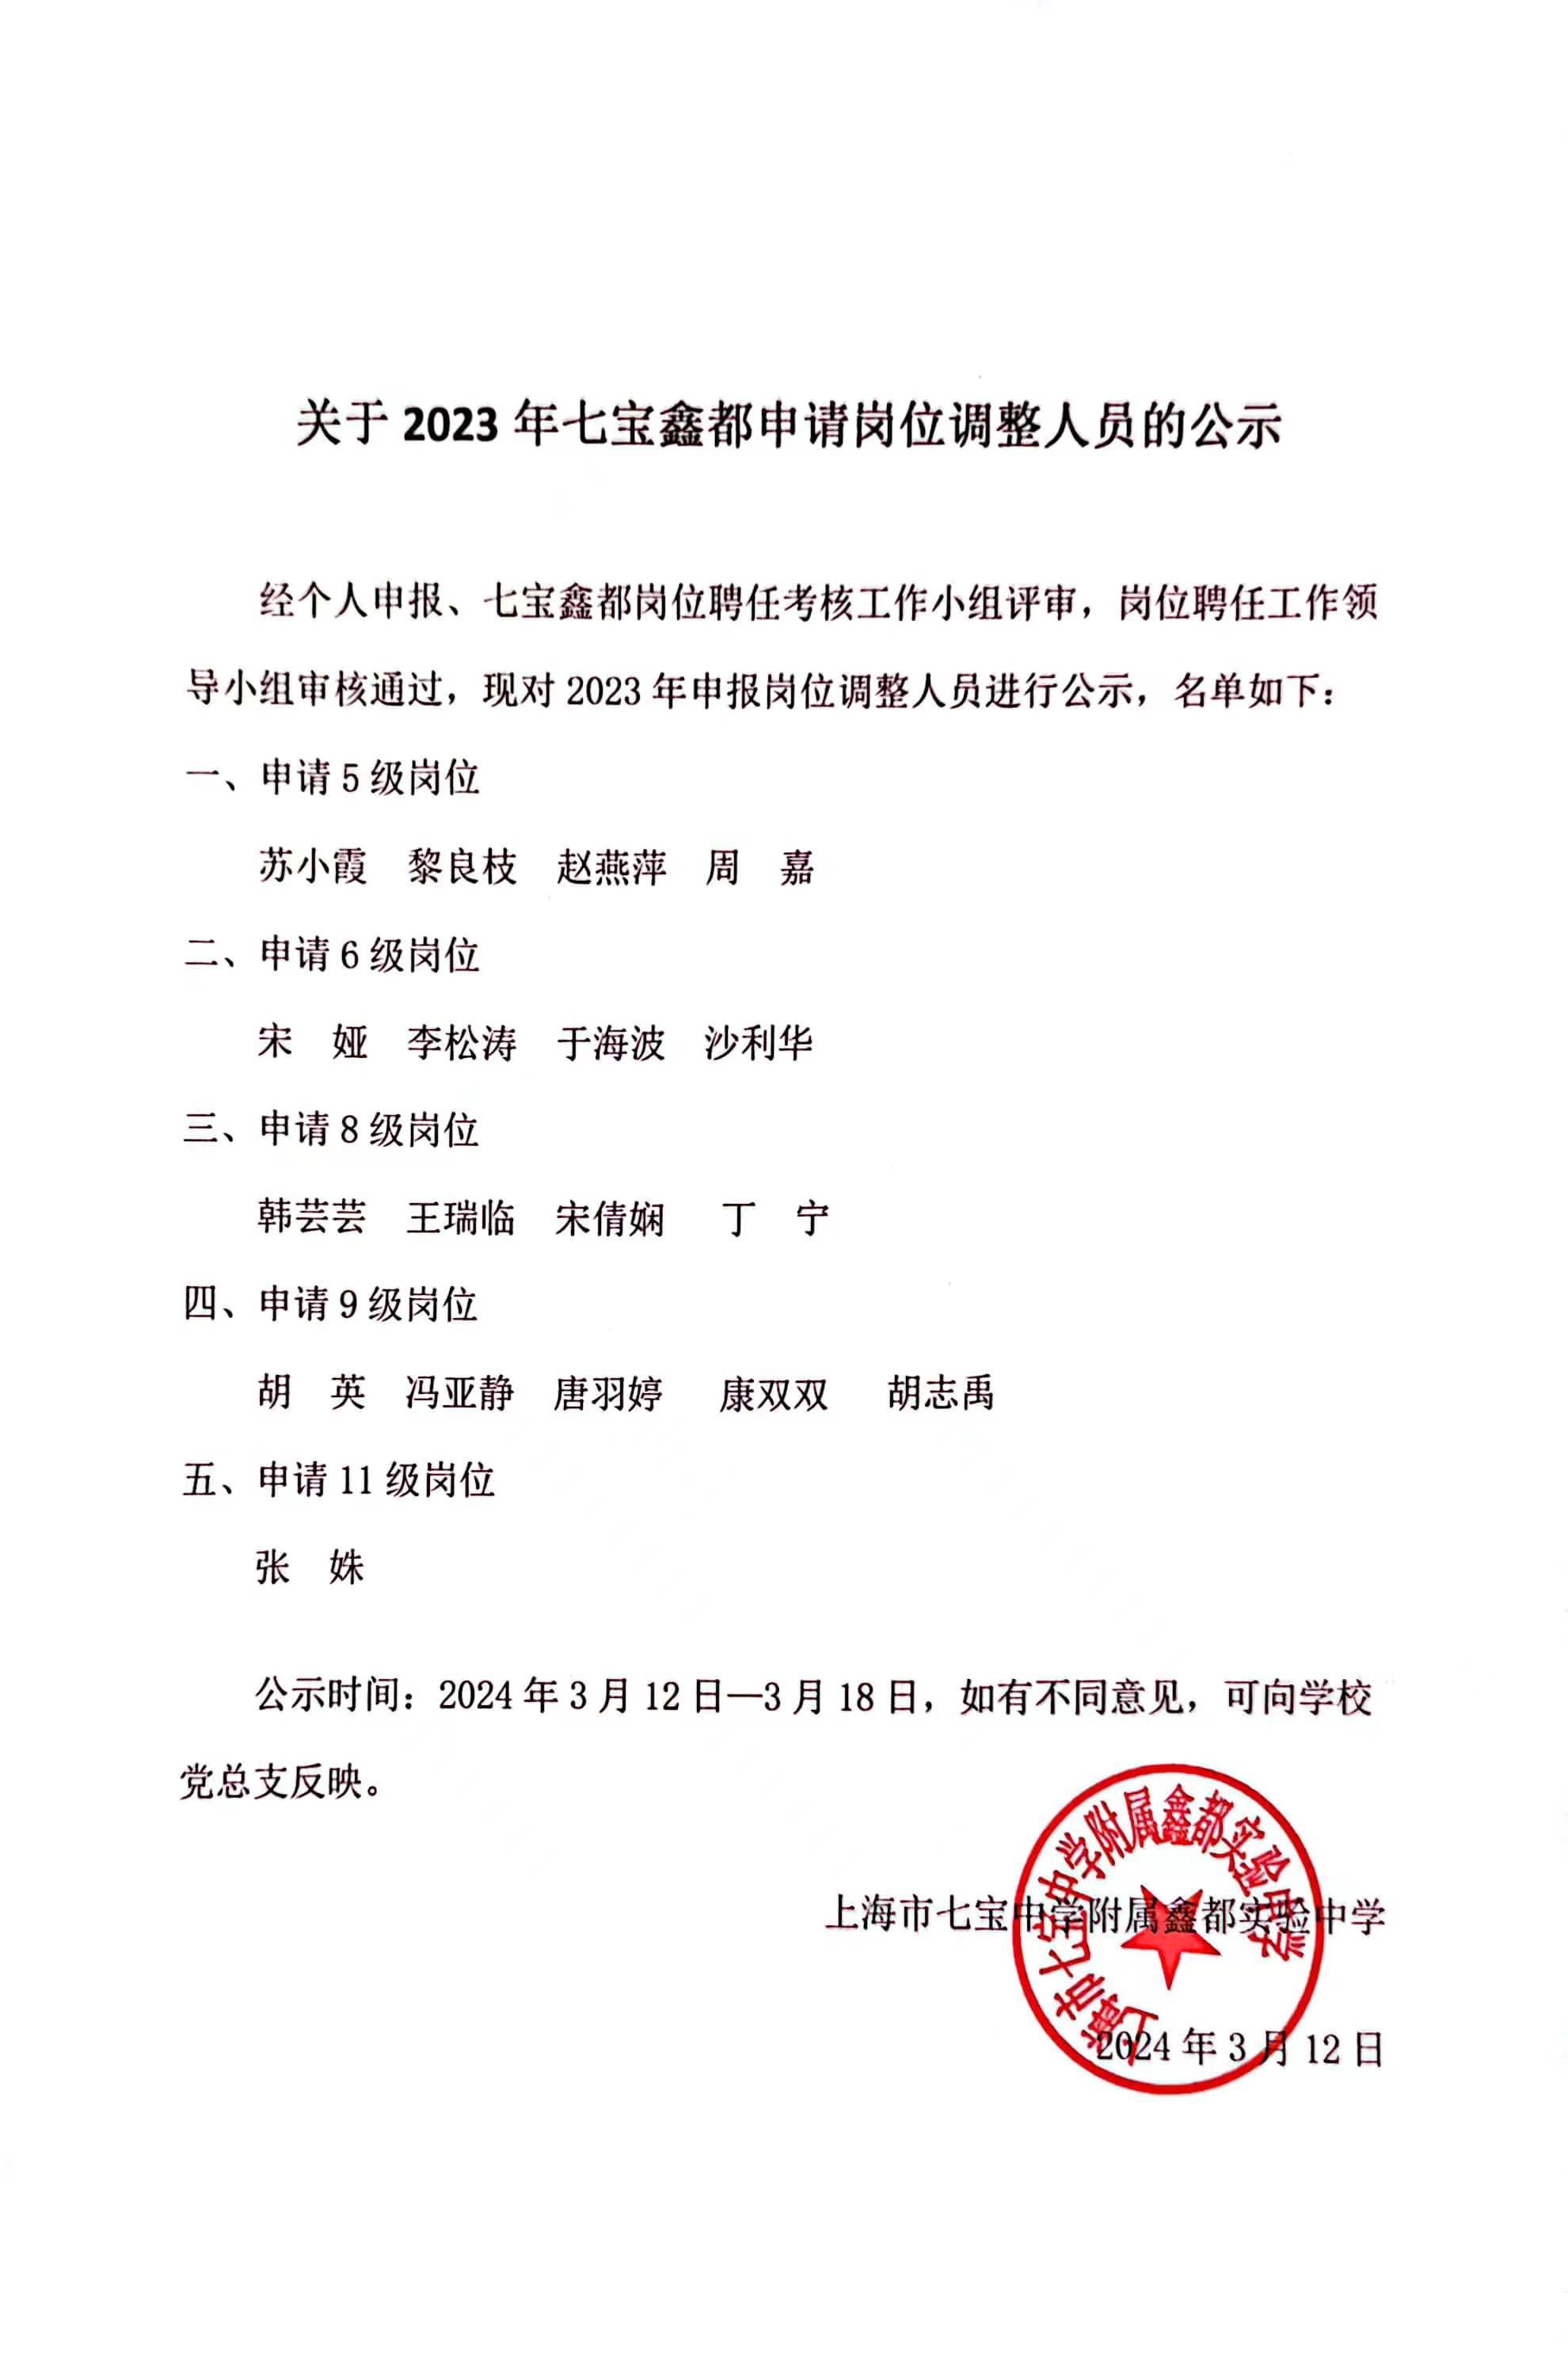 关于 2023 年七宝鑫都申请岗位调整人员的公示
经个人申报、七宝鑫都岗位聘任考核工作小组评审，岗位聘任工作领
导小组审核通过，现对 2023 年申报岗位调整人员进行公示，名单如下：
一、申请 5 级岗位
苏小霞　黎良枝　赵燕萍　周　嘉
二、申请 6 级岗位
宋　娅　李松涛　于海波　沙利华
三、申请 8 级岗位
韩芸芸　王瑞临　宋倩娴　丁　宁
四、申请 9 级岗位
胡　英　冯亚静　唐羽婷　康双双　胡志禹
五、申请 11 级岗位
张　姝
公示时间：2024 年 3 月 12 日—3 月 18 日，如有不同意见，可向学校
党总支反映。
上海市七宝中学附属鑫都实验中学
上海市七宝中学附属鑫都实验中学
2024 年 3 月 12 日